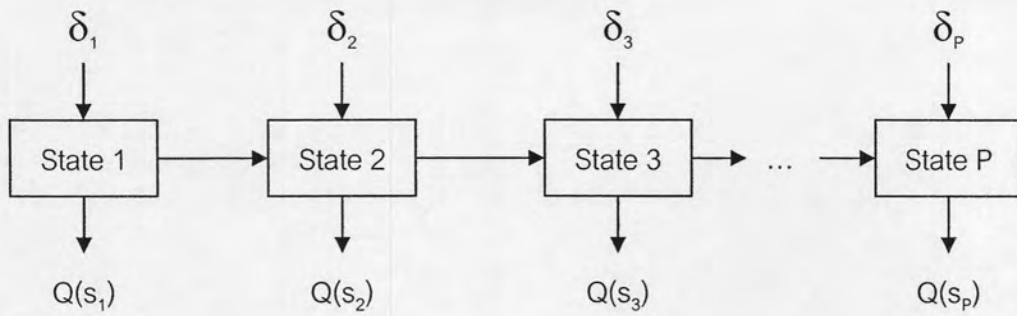 δ₁ δ₂ δ₃ δₚ
State 1 State 2 State 3 ... State P
Q(s₁) Q(s₂) Q(s₃) Q(sₚ)